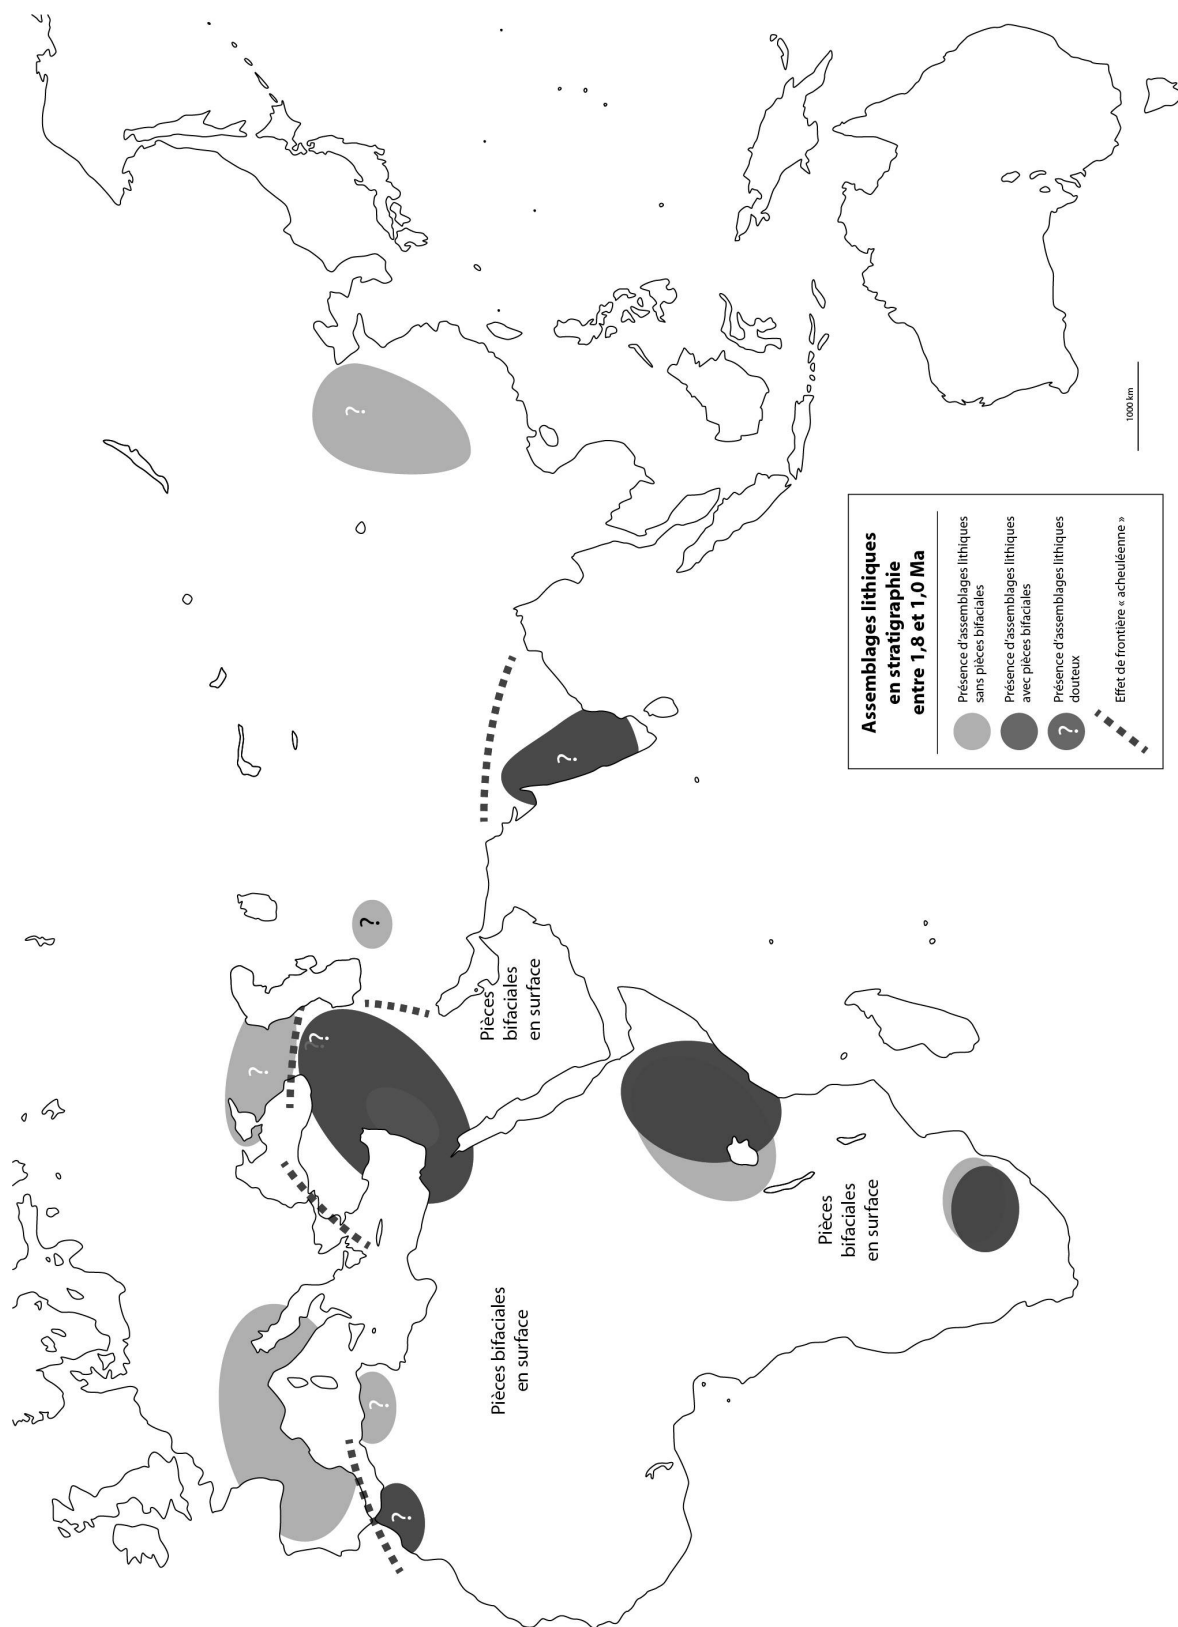 Assemblages lithiques
en stratigraphie
entre 1,8 et 1,0 Ma
Présence d'assemblages lithiques
sans pièces bifaciales
Présence d'assemblages lithiques
avec pièces bifaciales
?
Présence d'assemblages lithiques
douteux
Effet de frontière « acheuléenne »
1000 km
Pièces bifaciales
en surface
Pièces
bifaciales
en surface
Pièces
bifaciales
en surface
?
?
?
?
?
?
?
?